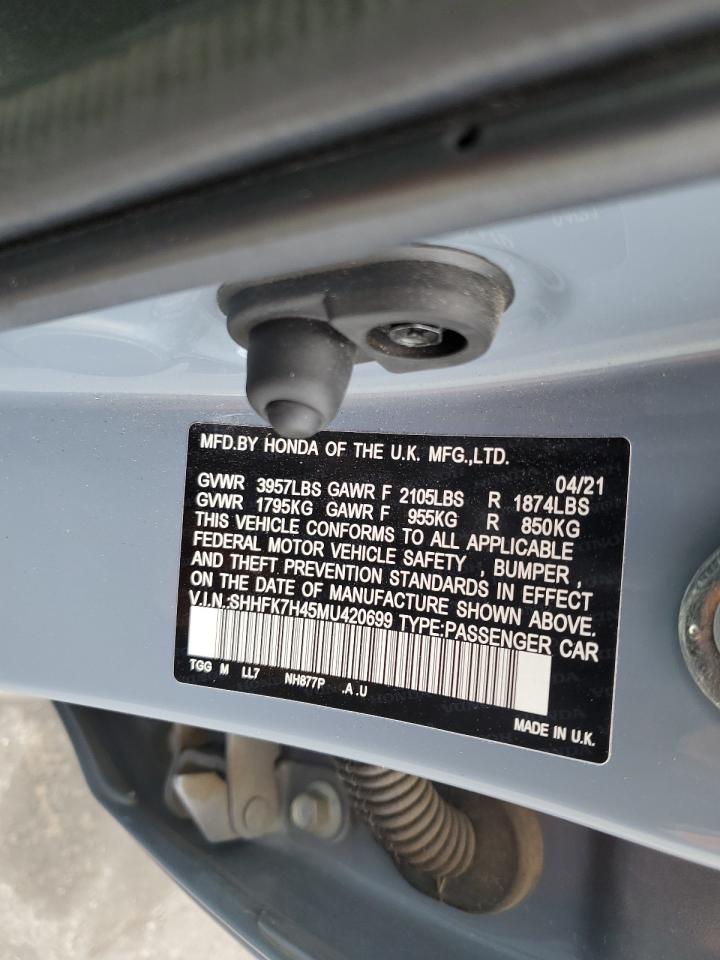 MFD.BY HONDA OF THE U.K. MFG.,LTD.
04/21
GVWR 3957LBS GAWR F 2105LBS R 1874LBS
GVWR 1795KG GAWR F 955KG R 850KG
THIS VEHICLE CONFORMS TO ALL APPLICABLE
FEDERAL MOTOR VEHICLE SAFETY , BUMPER ,
AND THEFT PREVENTION STANDARDS IN EFFECT
ON THE DATE OF MANUFACTURE SHOWN ABOVE.
V.I.N.:SHHFK7H45MU420699 TYPE:PASSENGER CAR
TGG M LL7 NH877P .A.U
MADE IN U.K.